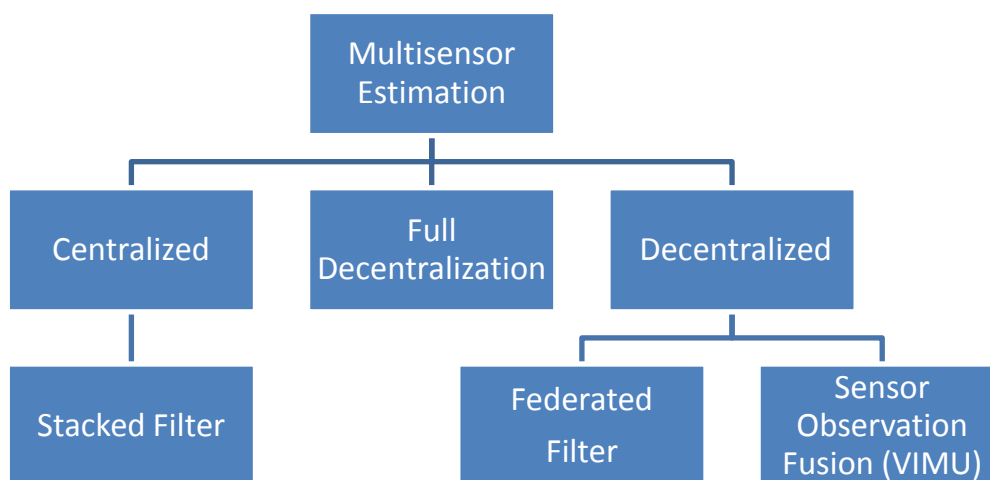 Multisensor
Estimation
Centralized
Full
Decentralization
Decentralized
Stacked Filter
Federated
Filter
Sensor
Observation
Fusion (VIMU)